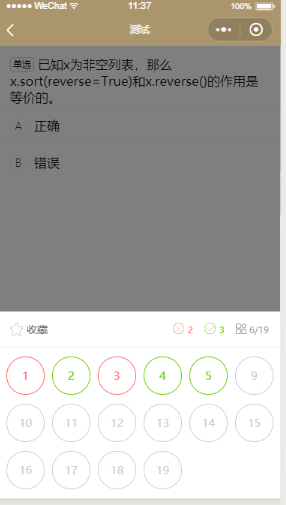 WeChat 11:37 100%
测试
单选 已知x为非空列表，那么
x.sort(reverse=True)和x.reverse()的作用是
等价的。
A 正确
B 错误
收藏 2 3 6/19
1 2 3 4 5 9
10 11 12 13 14 15
16 17 18 19